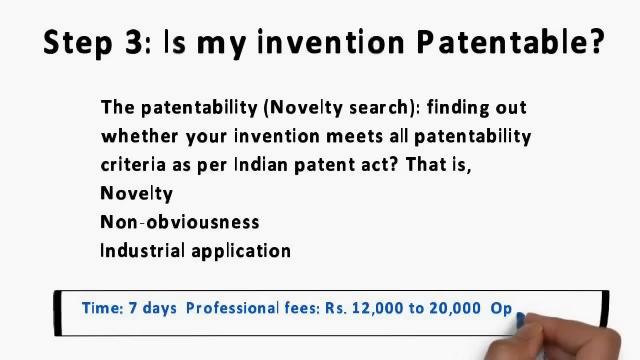 Step 3: Is my invention Patentable?
The patentability (Novelty search): finding out
whether your invention meets all patentability
criteria as per Indian patent act? That is,
Novelty
Non-obviousness
Industrial application
Time: 7 days Professional fees: Rs. 12,000 to 20,000 Op